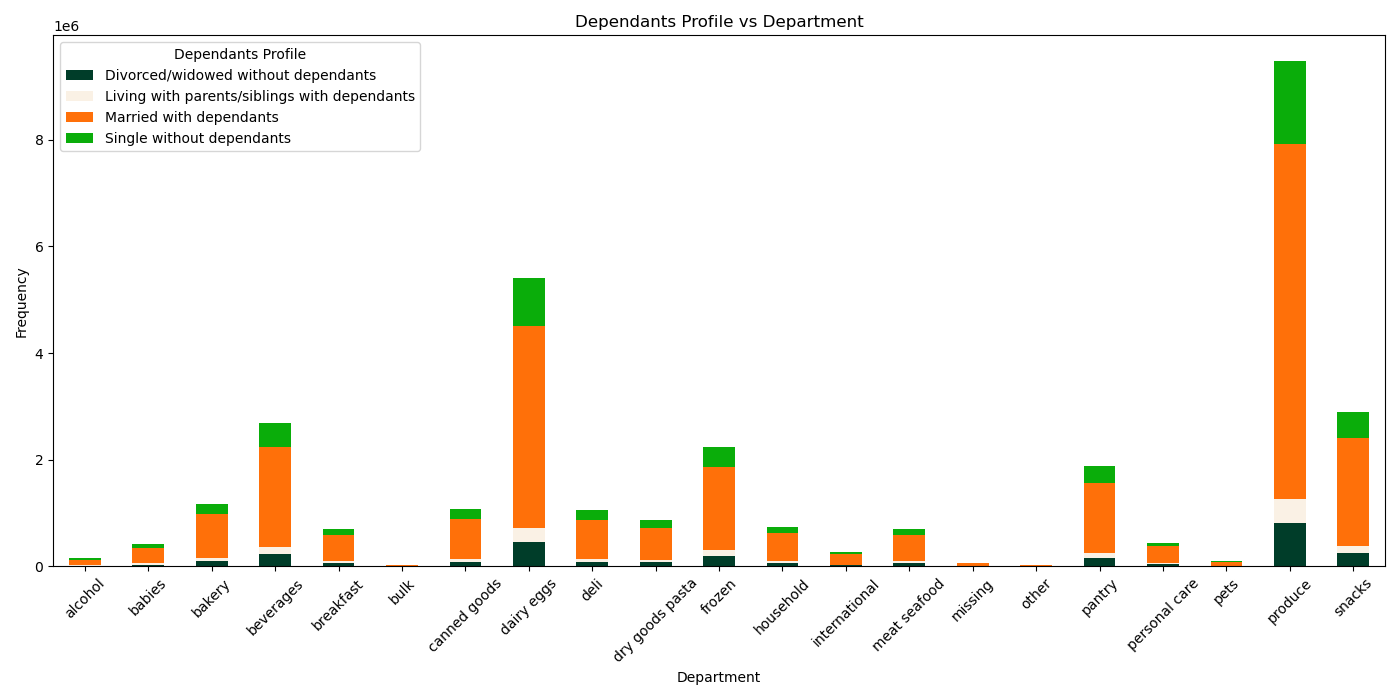 Dependants Profile vs Department
1e6
Dependants Profile
Divorced/widowed without dependants
Living with parents/siblings with dependants
Married with dependants
Single without dependants
8
6
4
2
0
Frequency
alcohol
babies
bakery
beverages
breakfast
bulk
canned goods
dairy eggs
deli
dry goods pasta
frozen
household
international
meat seafood
missing
other
pantry
personal care
pets
produce
snacks
Department